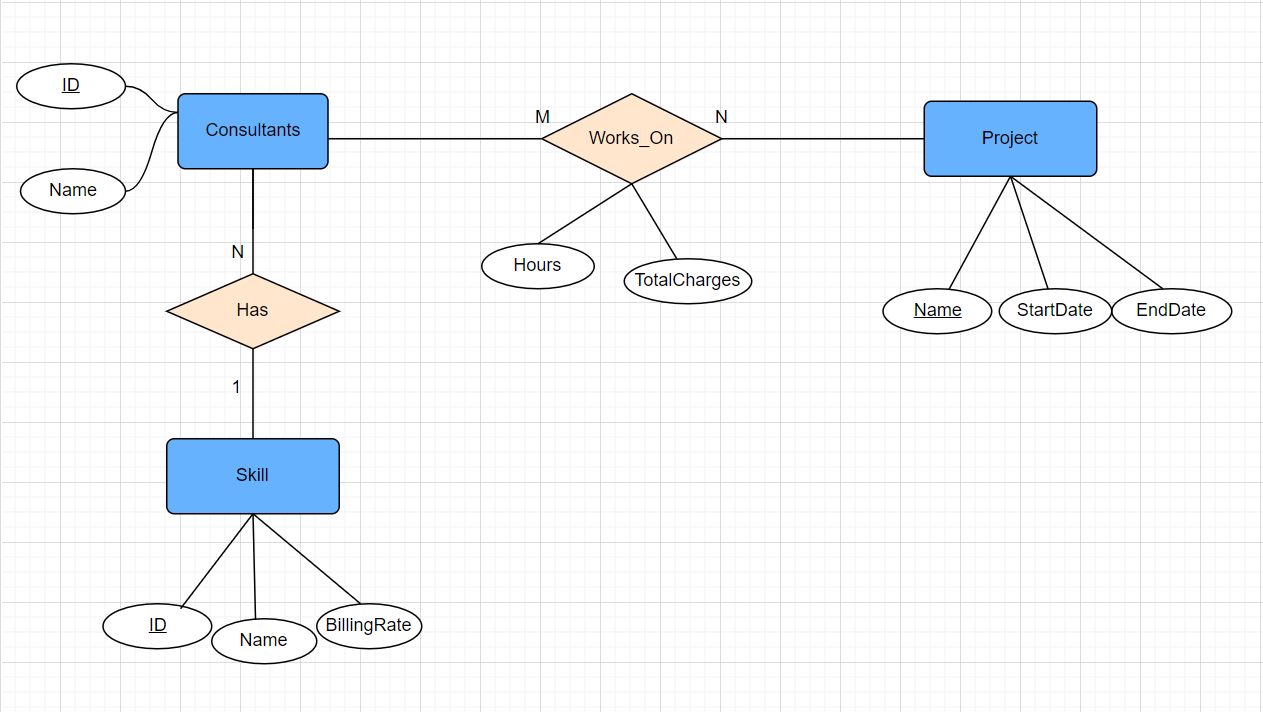 ID
Consultants
Name
M
Works_On
N
Project
Hours
TotalCharges
Name
StartDate
EndDate
N
Has
1
Skill
ID
Name
BillingRate